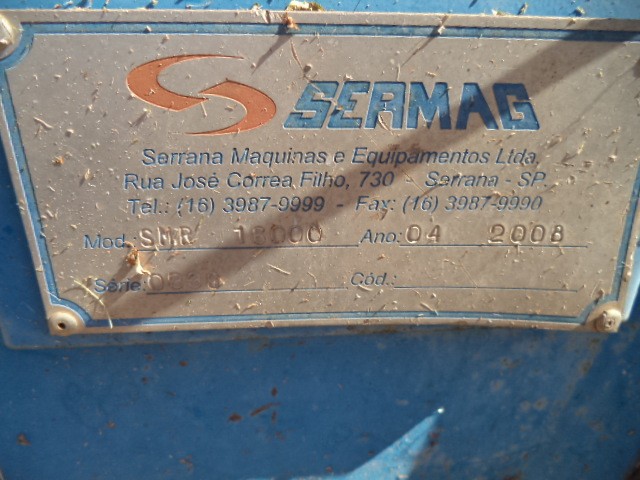 SERMAG
Serrana Maquinas e Equipamentos Ltda,
Rua José Correa Filho, 730 - Serrana - SP
Tel.: (16) 3987-9999 - Fax: (16) 3987-9990
Mod.: 18000 Ano: 04 2008
Série: Cód.: